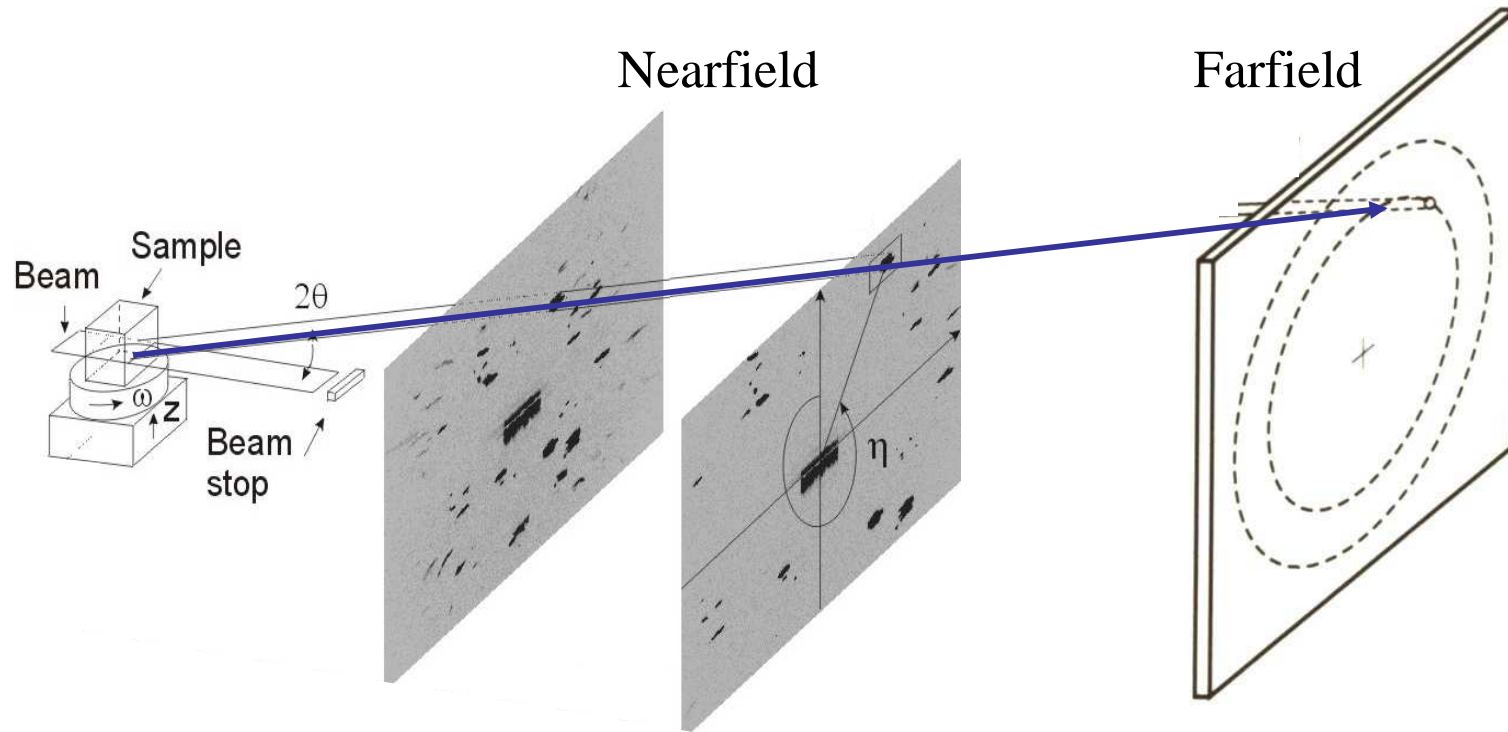 Nearfield
Farfield
Sample
Beam
2θ
ω
Z
Beam
stop
η